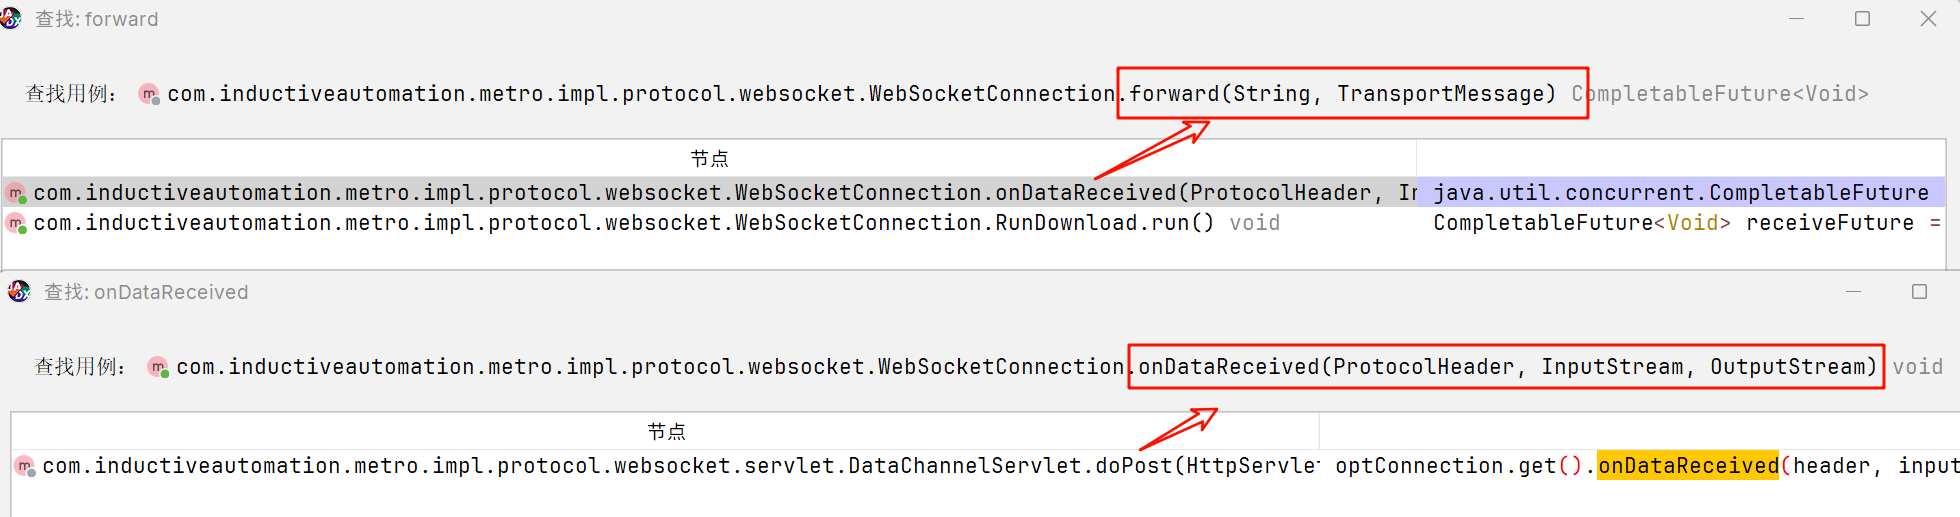 查找: forward
查找用例： m com.inductiveautomation.metro.impl.protocol.websocket.WebSocketConnection.forward(String, TransportMessage) CompletableFuture<Void>
节点
m com.inductiveautomation.metro.impl.protocol.websocket.WebSocketConnection.onDataReceived(ProtocolHeader, In java.util.concurrent.CompletableFuture
m com.inductiveautomation.metro.impl.protocol.websocket.WebSocketConnection.RunDownload.run() void CompletableFuture<Void> receiveFuture =
查找: onDataReceived
查找用例： m com.inductiveautomation.metro.impl.protocol.websocket.WebSocketConnection.onDataReceived(ProtocolHeader, InputStream, OutputStream) void
节点
m com.inductiveautomation.metro.impl.protocol.websocket.servlet.DataChannelServlet.doPost(HttpServlet optConnection.get().onDataReceived(header, input